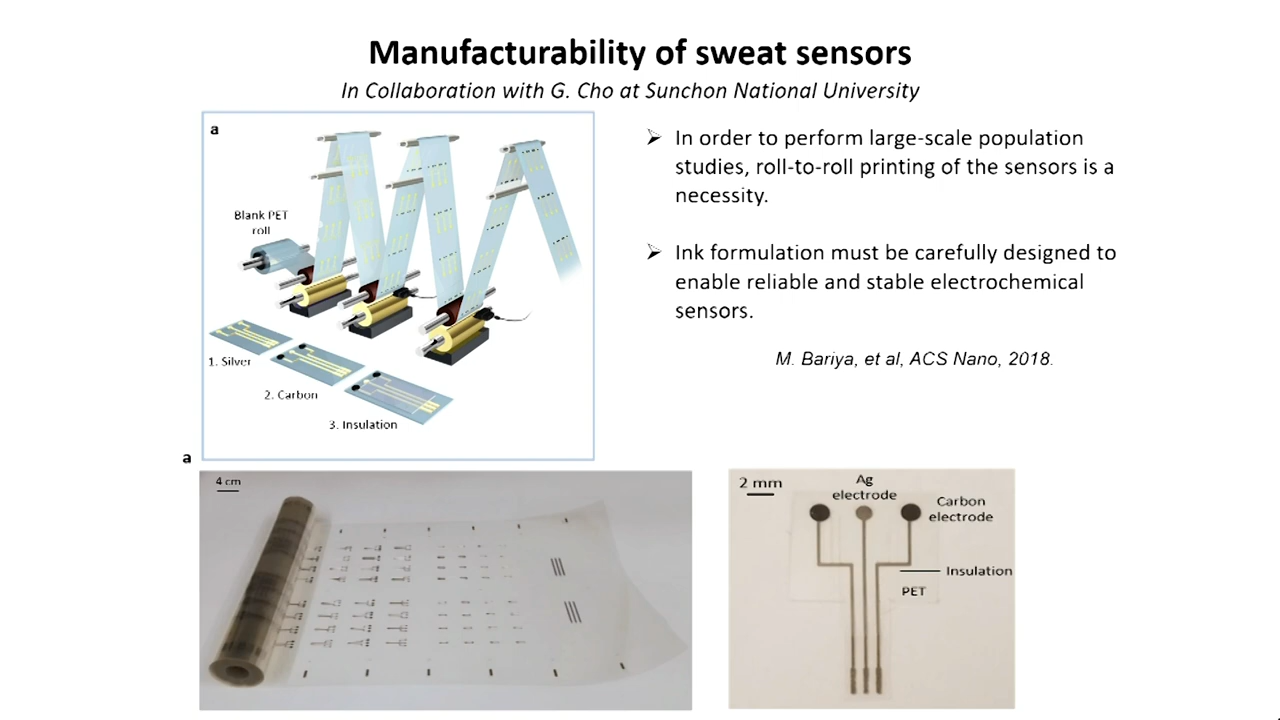 Manufacturability of sweat sensors
In Collaboration with G. Cho at Sunchon National University
a
Blank PET
roll
1. Silver
2. Carbon
3. Insulation
➢ In order to perform large-scale population
studies, roll-to-roll printing of the sensors is a
necessity.
➢ Ink formulation must be carefully designed to
enable reliable and stable electrochemical
sensors.
M. Bariya, et al, ACS Nano, 2018.
a
4 cm
2 mm
Ag
electrode
Carbon
electrode
Insulation
PET